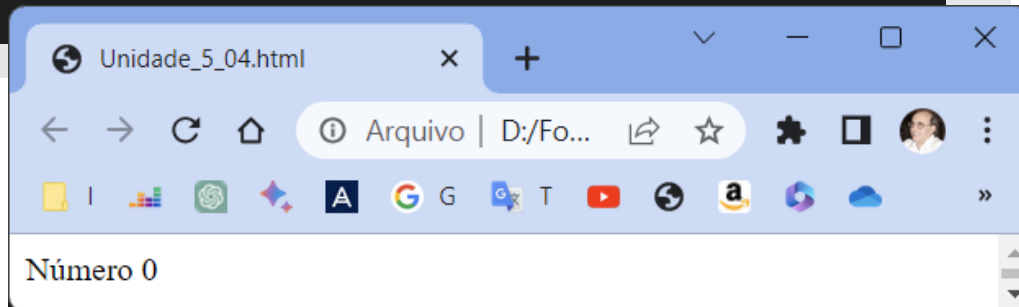 Unidade_5_04.html
Arquivo | D:/Fo...
I A G G T a »
Número 0